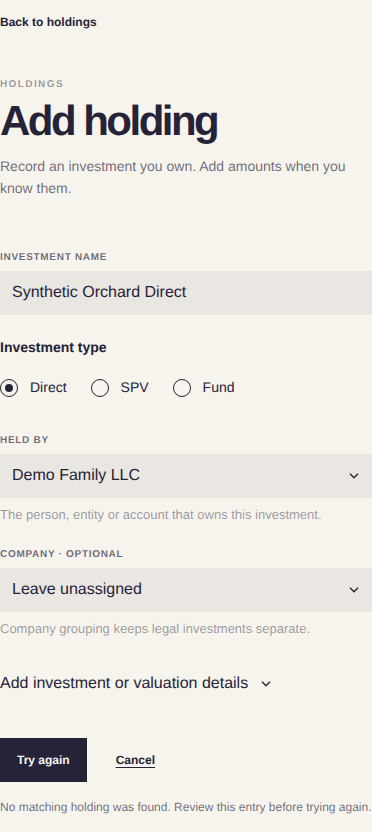 Back to holdings
HOLDINGS
Add holding
Record an investment you own. Add amounts when you
know them.
INVESTMENT NAME
Synthetic Orchard Direct
Investment type
Direct SPV Fund
HELD BY
Demo Family LLC
The person, entity or account that owns this investment.
COMPANY · OPTIONAL
Leave unassigned
Company grouping keeps legal investments separate.
Add investment or valuation details
Try again Cancel
No matching holding was found. Review this entry before trying again.